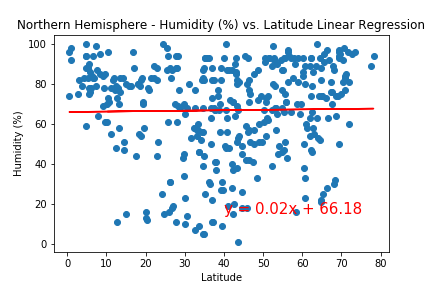 Northern Hemisphere - Humidity (%) vs. Latitude Linear Regression
100
80
60
40
20
0
Humidity (%)
y = 0.02x + 66.18
0 10 20 30 40 50 60 70 80
Latitude